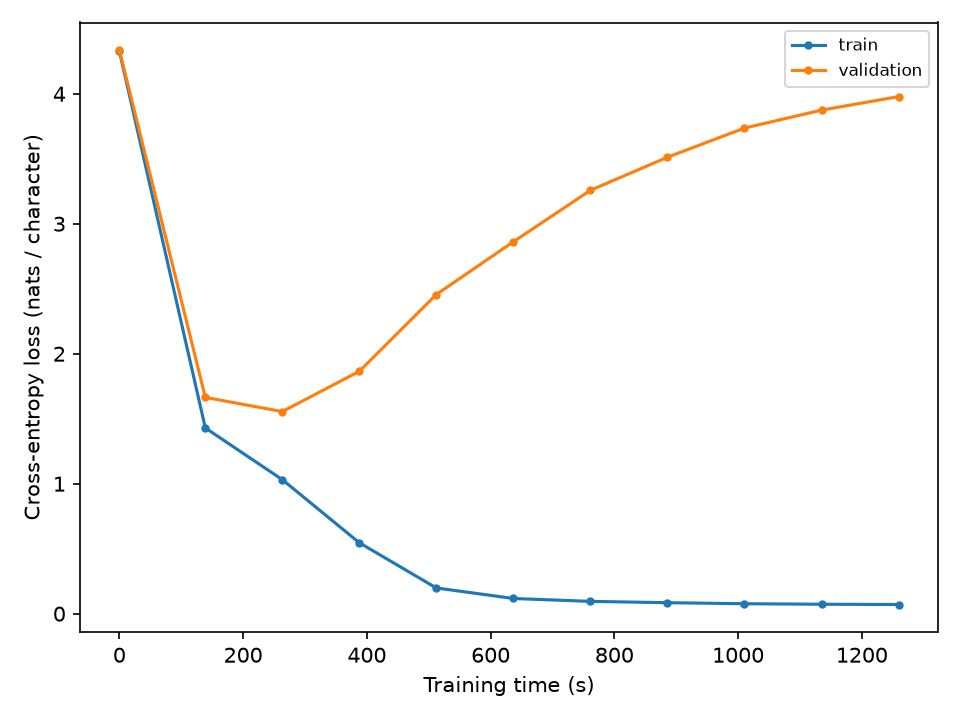 train
validation
Cross-entropy loss (nats / character)
4
3
2
1
0
0 200 400 600 800 1000 1200
Training time (s)